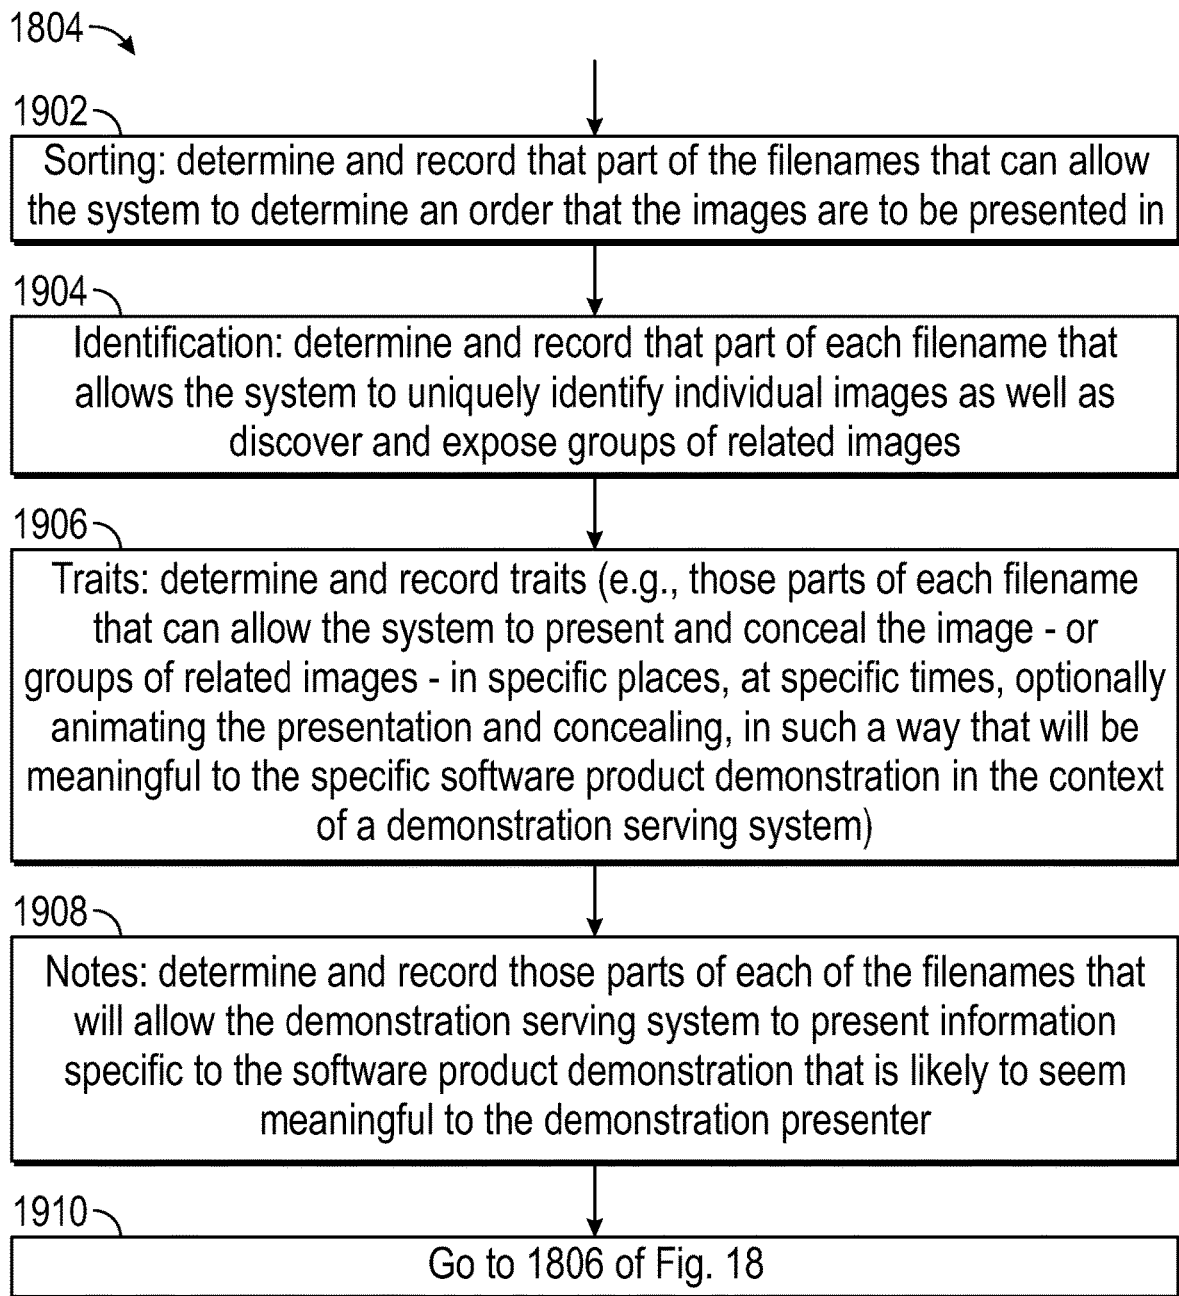 1804
1902
Sorting: determine and record that part of the filenames that can allow
the system to determine an order that the images are to be presented in
1904
Identification: determine and record that part of each filename that
allows the system to uniquely identify individual images as well as
discover and expose groups of related images
1906
Traits: determine and record traits (e.g., those parts of each filename
that can allow the system to present and conceal the image - or
groups of related images - in specific places, at specific times, optionally
animating the presentation and concealing, in such a way that will be
meaningful to the specific software product demonstration in the context
of a demonstration serving system)
1908
Notes: determine and record those parts of each of the filenames that
will allow the demonstration serving system to present information
specific to the software product demonstration that is likely to seem
meaningful to the demonstration presenter
1910
Go to 1806 of Fig. 18